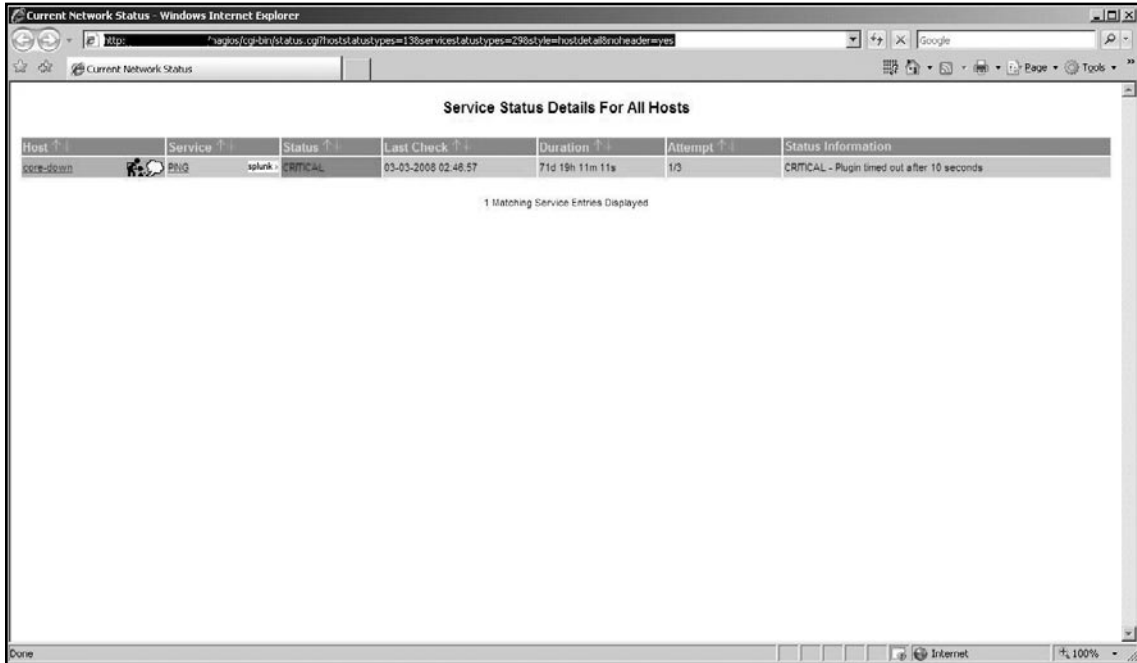 Current Network Status - Windows Internet Explorer
http: nagios/cgi-bin/status.cgi?hoststatustypes=13&servicestatustypes=29&style=hostdetail&noheader=yes
Google
Current Network Status
Page Tools
Service Status Details For All Hosts
Host Service Status Last Check Duration Attempt Status Information
core-down PING splunk> CRITICAL 03-03-2008 02:46:57 71d 19h 11m 11s 1/3 CRITICAL - Plugin timed out after 10 seconds
1 Matching Service Entries Displayed
Done Internet 100%